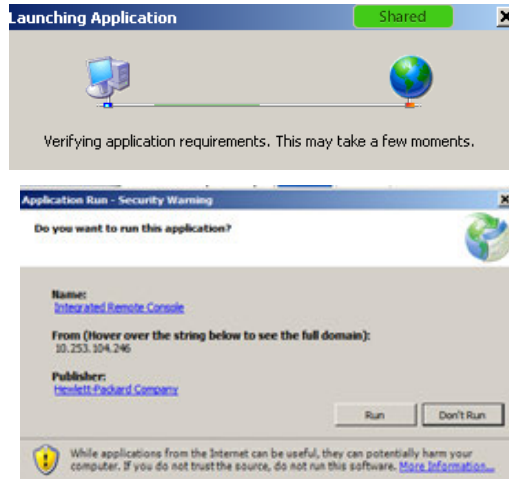 Launching Application
Shared
Verifying application requirements. This may take a few moments.
Application Run - Security Warning
Do you want to run this application?
Name:
Integrated Remote Console
From (Hover over the string below to see the full domain):
10.253.104.246
Publisher:
Hewlett-Packard Company
Run Don't Run
While applications from the Internet can be useful, they can potentially harm your
computer. If you do not trust the source, do not run this software. More Information...